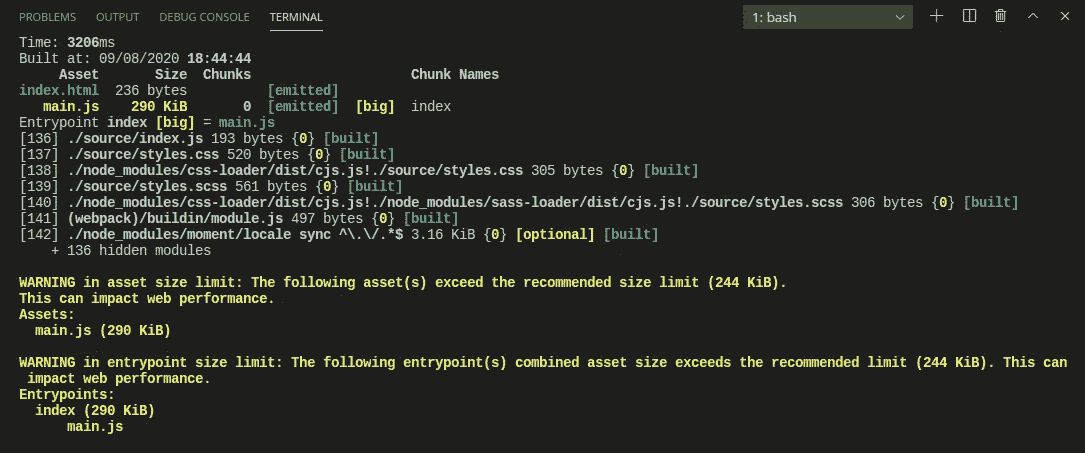 PROBLEMS OUTPUT DEBUG CONSOLE TERMINAL 1: bash
Time: 3206ms
Built at: 09/08/2020 18:44:44
Asset Size Chunks Chunk Names
index.html 236 bytes [emitted]
main.js 290 KiB 0 [emitted] [big] index
Entrypoint index [big] = main.js
[136] ./source/index.js 193 bytes {0} [built]
[137] ./source/styles.css 520 bytes {0} [built]
[138] ./node_modules/css-loader/dist/cjs.js!./source/styles.css 305 bytes {0} [built]
[139] ./source/styles.scss 561 bytes {0} [built]
[140] ./node_modules/css-loader/dist/cjs.js!./node_modules/sass-loader/dist/cjs.js!./source/styles.scss 306 bytes {0} [built]
[141] (webpack)/buildin/module.js 497 bytes {0} [built]
[142] ./node_modules/moment/locale sync ^\.\/.*$ 3.16 KiB {0} [optional] [built]
+ 136 hidden modules
WARNING in asset size limit: The following asset(s) exceed the recommended size limit (244 KiB).
This can impact web performance.
Assets:
main.js (290 KiB)
WARNING in entrypoint size limit: The following entrypoint(s) combined asset size exceeds the recommended limit (244 KiB). This can
impact web performance.
Entrypoints:
index (290 KiB)
main.js